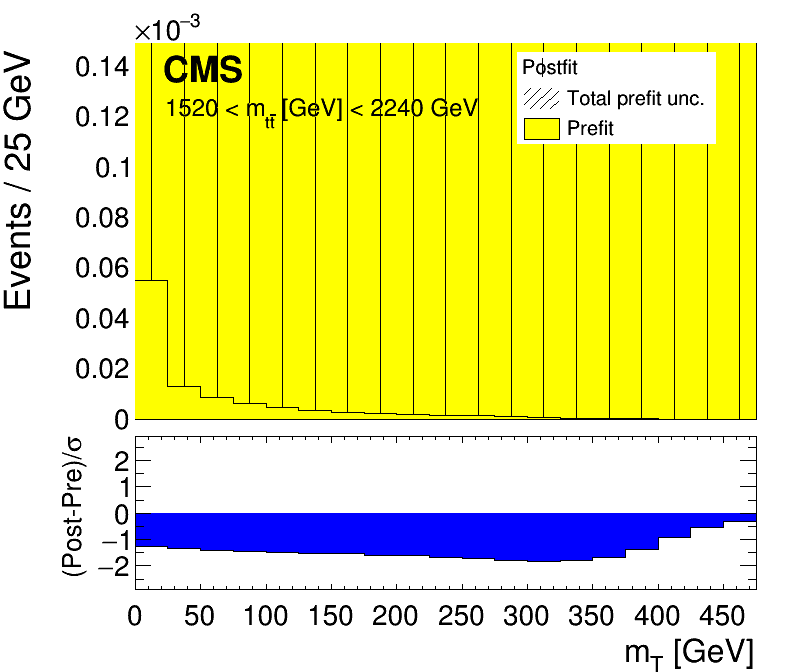 ×10⁻³
Events / 25 GeV
0.14
0.12
0.1
0.08
0.06
0.04
0.02
0
CMS
1520 < m_tt̄ [GeV] < 2240 GeV
Postfit
Total prefit unc.
Prefit
(Post-Pre)/σ
2
1
0
−1
−2
0 50 100 150 200 250 300 350 400 450
m_T [GeV]